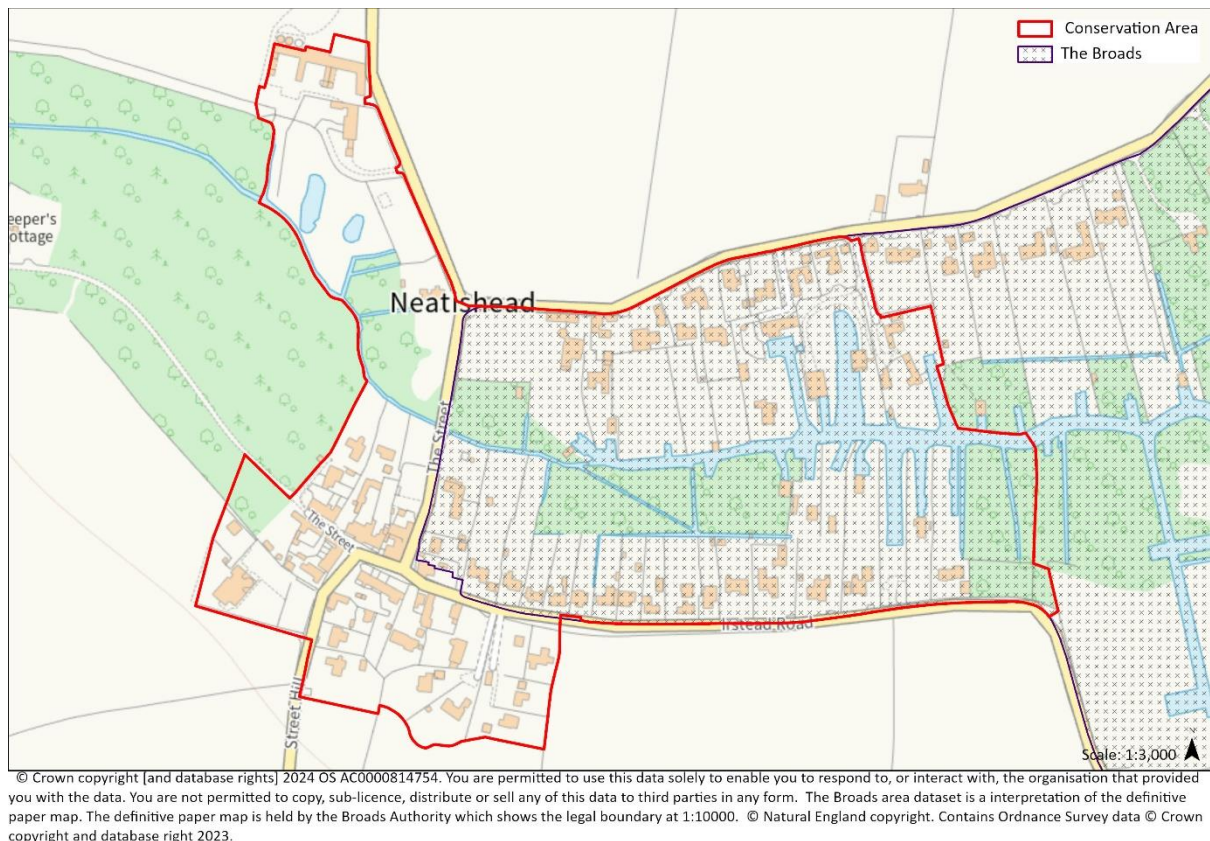 Conservation Area
The Broads
eeper's
ottage
Neatishead
The Street
The Street
Irstead Road
Street Hill
Scale: 1:3,000
© Crown copyright [and database rights] 2024 OS AC0000814754. You are permitted to use this data solely to enable you to respond to, or interact with, the organisation that provided
you with the data. You are not permitted to copy, sub-licence, distribute or sell any of this data to third parties in any form. The Broads area dataset is a interpretation of the definitive
paper map. The definitive paper map is held by the Broads Authority which shows the legal boundary at 1:10000. © Natural England copyright. Contains Ordnance Survey data © Crown
copyright and database right 2023.